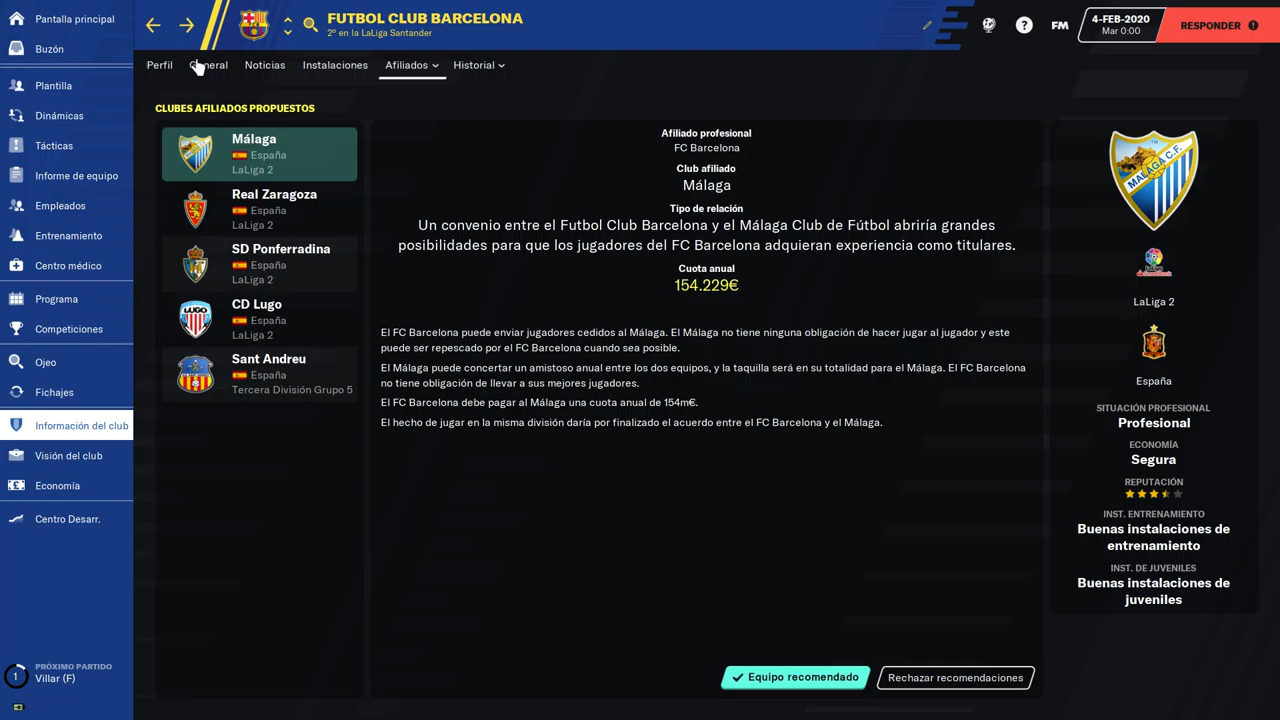 Pantalla principal
Buzón
Plantilla
Dinámicas
Tácticas
Informe de equipo
Empleados
Entrenamiento
Centro médico
Programa
Competiciones
Ojeo
Fichajes
Información del club
Visión del club
Economía
Centro Desarr.
1
PRÓXIMO PARTIDO
Villar (F)
FUTBOL CLUB BARCELONA
2º en la LaLiga Santander
?
FM
4-FEB-2020
Mar 0:00
RESPONDER
Perfil
Noticias
Instalaciones
Afiliados
Historial
CLUBES AFILIADOS PROPUESTOS
Málaga
España
LaLiga 2
Real Zaragoza
España
LaLiga 2
SD Ponferradina
España
LaLiga 2
CD Lugo
España
LaLiga 2
Sant Andreu
España
Tercera División Grupo 5
Afiliado profesional
FC Barcelona
Club afiliado
Málaga
Tipo de relación
Un convenio entre el Futbol Club Barcelona y el Málaga Club de Fútbol abriría grandes
posibilidades para que los jugadores del FC Barcelona adquieran experiencia como titulares.
Cuota anual
154.229€
El FC Barcelona puede enviar jugadores cedidos al Málaga. El Málaga no tiene ninguna obligación de hacer jugar al jugador y este
puede ser repescado por el FC Barcelona cuando sea posible.
El Málaga puede concertar un amistoso anual entre los dos equipos, y la taquilla será en su totalidad para el Málaga. El FC Barcelona
no tiene obligación de llevar a sus mejores jugadores.
El FC Barcelona debe pagar al Málaga una cuota anual de 154m€.
El hecho de jugar en la misma división daría por finalizado el acuerdo entre el FC Barcelona y el Málaga.
Equipo recomendado
Rechazar recomendaciones
MALAGA C.F.
LaLiga 2
España
SITUACIÓN PROFESIONAL
Profesional
ECONOMÍA
Segura
REPUTACIÓN
INST. ENTRENAMIENTO
Buenas instalaciones de
entrenamiento
INST. DE JUVENILES
Buenas instalaciones de
juveniles